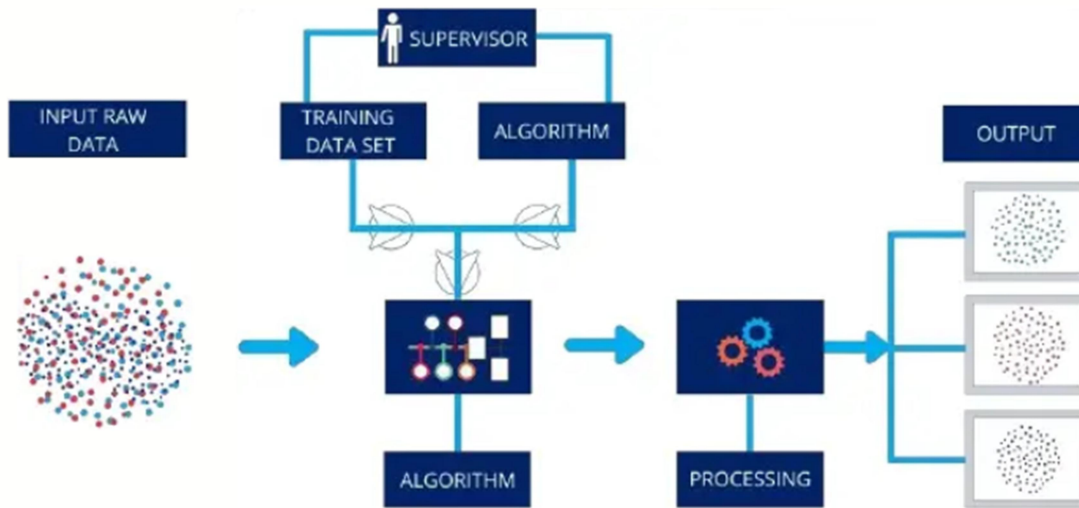 SUPERVISOR
INPUT RAW
DATA
TRAINING
DATA SET
ALGORITHM
OUTPUT
ALGORITHM
PROCESSING